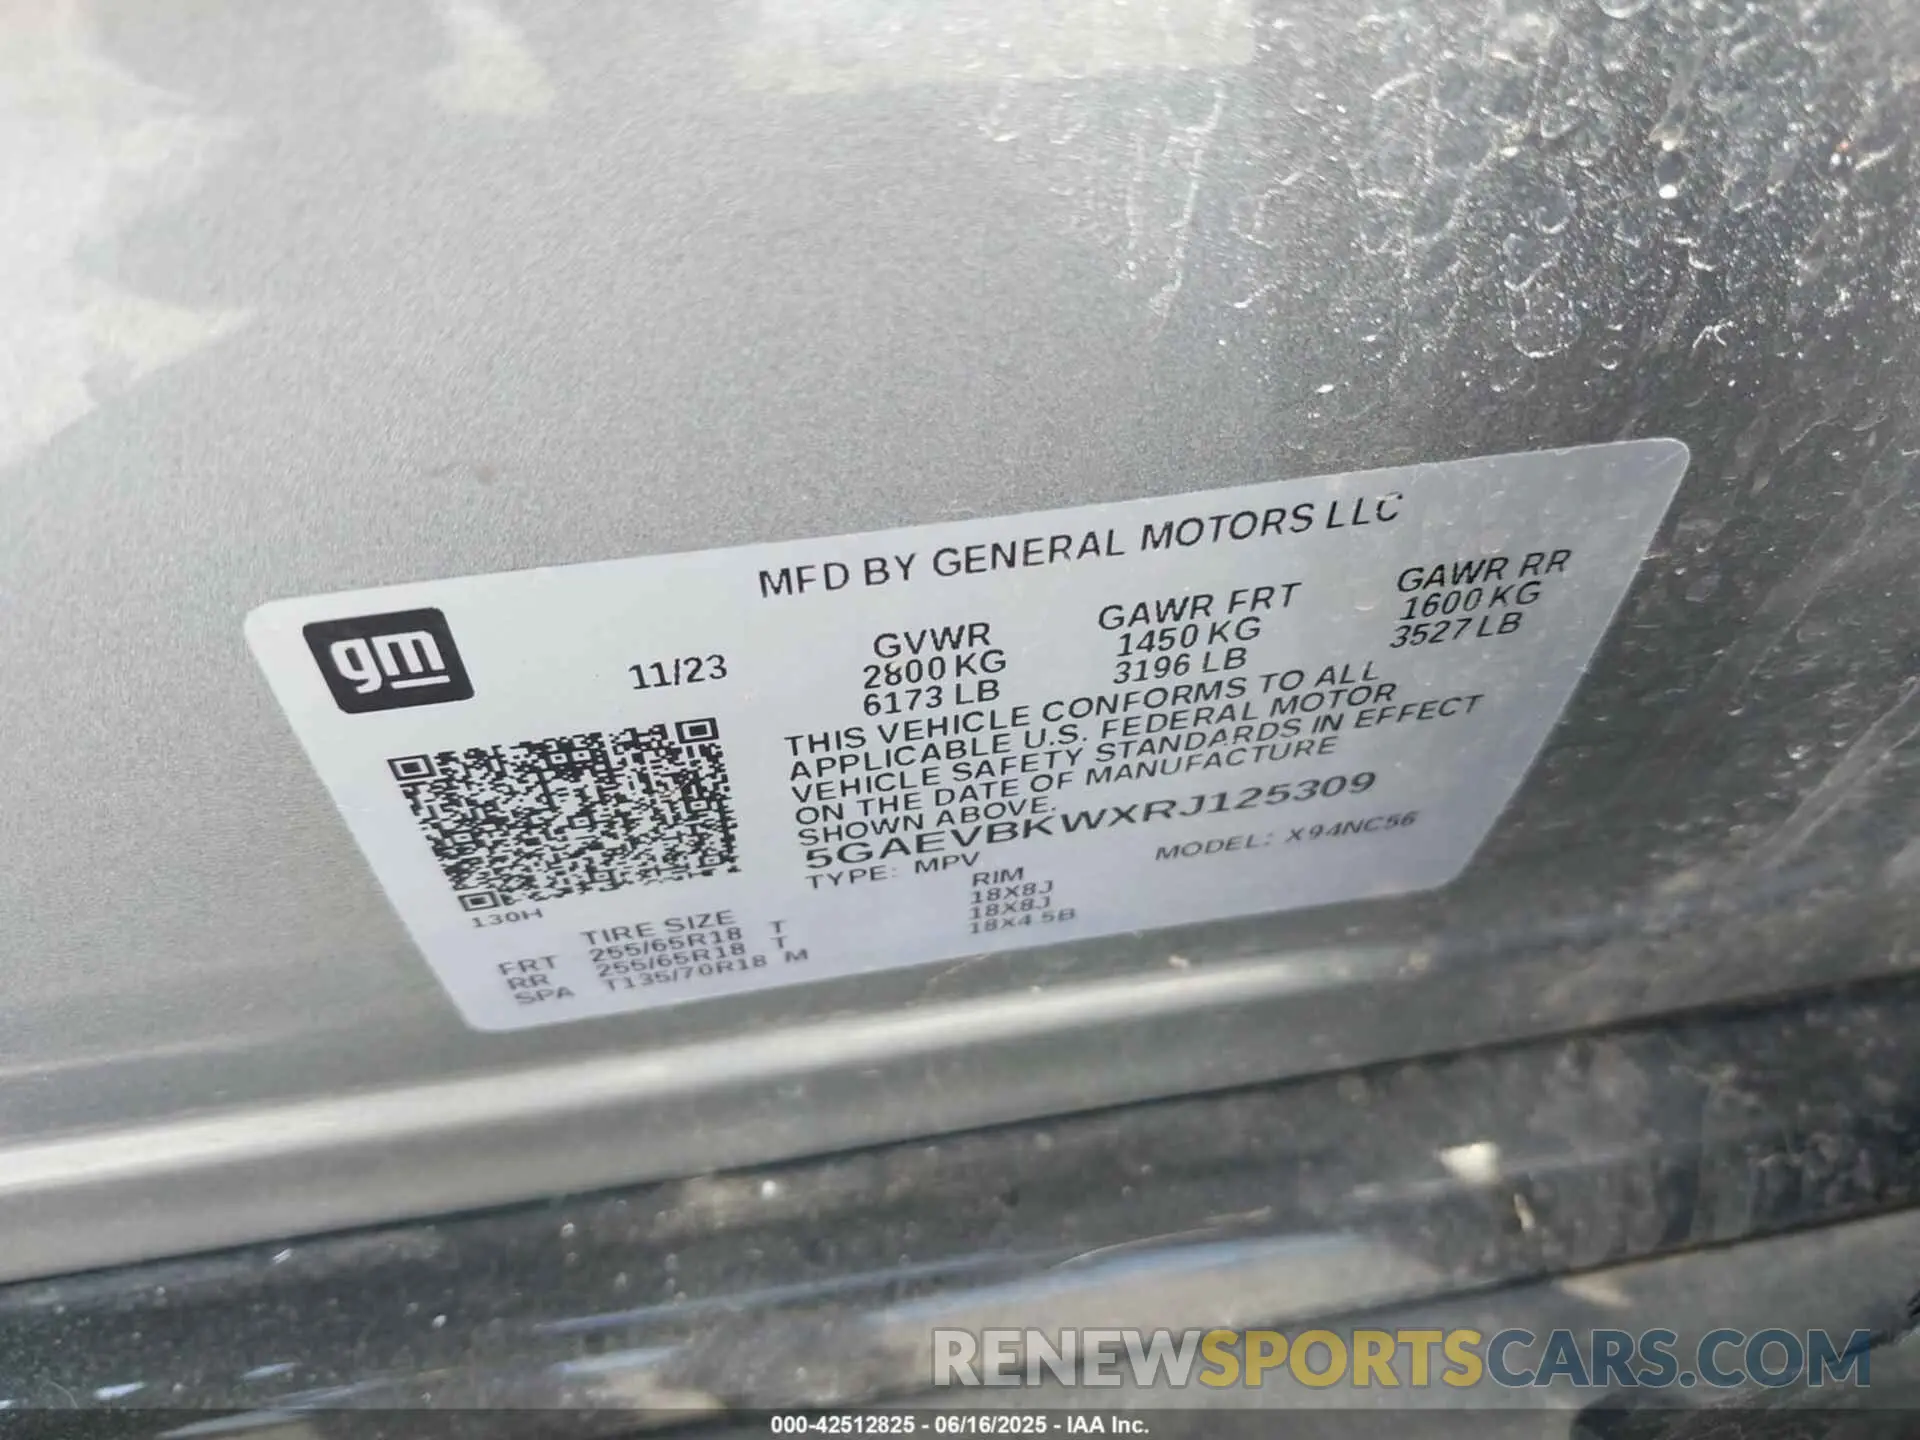 MFD BY GENERAL MOTORS LLC
gm
11/23
GVWR
2800 KG
6173 LB
GAWR FRT
1450 KG
3196 LB
GAWR RR
1600 KG
3527 LB
THIS VEHICLE CONFORMS TO ALL
APPLICABLE U.S. FEDERAL MOTOR
VEHICLE SAFETY STANDARDS IN EFFECT
ON THE DATE OF MANUFACTURE
SHOWN ABOVE.
5GAEVBKWXRJ125309
TYPE: MPV
MODEL: X94NC56
130H
TIRE SIZE
RIM
FRT 255/65R18 T 18X8J
RR 255/65R18 T 18X8J
SPA T135/70R18 M 18X4.5B
RENEWSPORTSCARS.COM
000-42512825 - 06/16/2025 - IAA Inc.